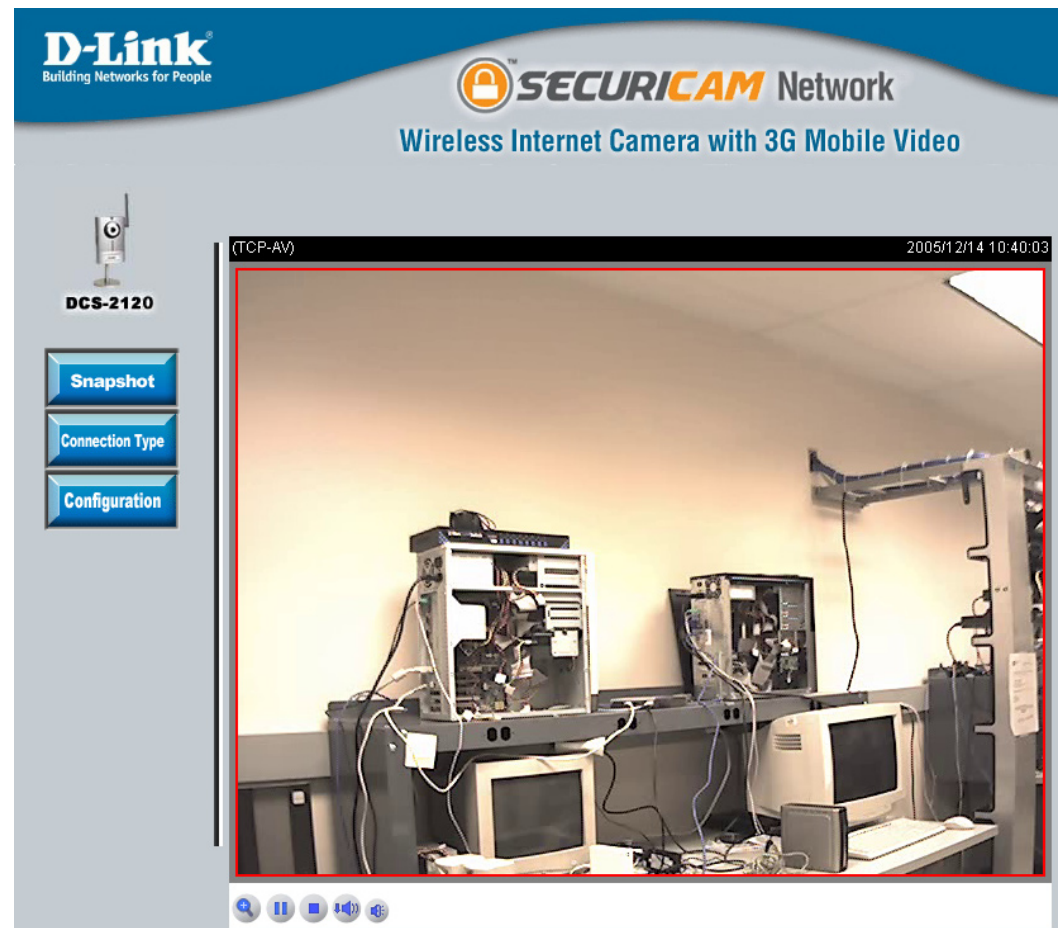 D-Link®
Building Networks for People
SECURICAM™ Network
Wireless Internet Camera with 3G Mobile Video
DCS-2120
(TCP-AV) 2005/12/14 10:40:03
Snapshot
Connection Type
Configuration